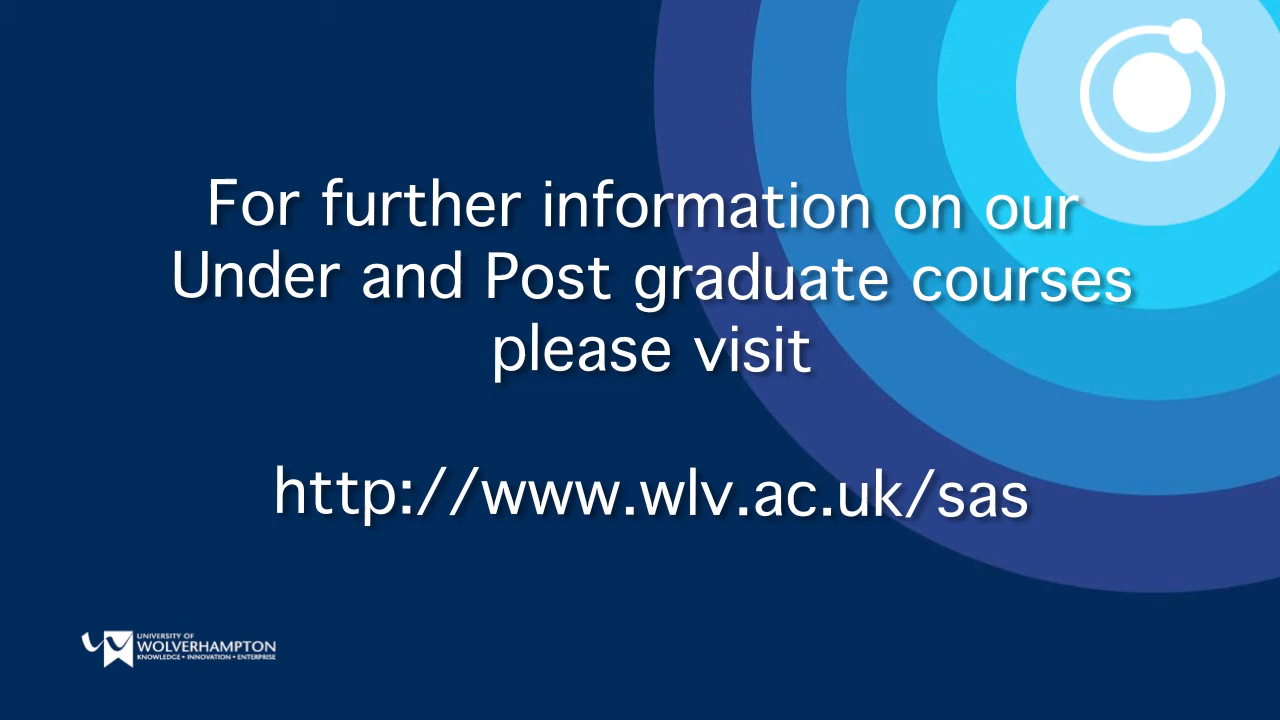 For further information on our
Under and Post graduate courses
please visit
http://www.wlv.ac.uk/sas
UNIVERSITY OF
WOLVERHAMPTON
KNOWLEDGE • INNOVATION • ENTERPRISE